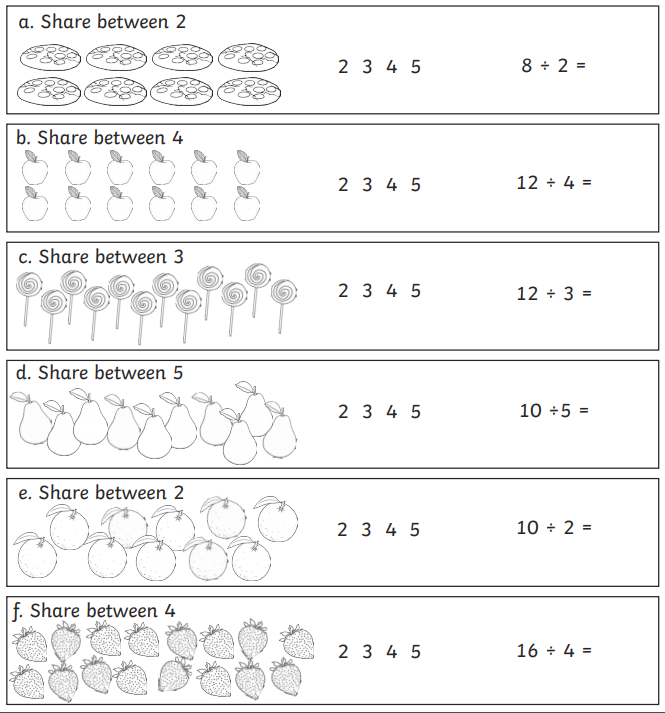 a. Share between 2
2 3 4 5
8 ÷ 2 =
b. Share between 4
2 3 4 5
12 ÷ 4 =
c. Share between 3
2 3 4 5
12 ÷ 3 =
d. Share between 5
2 3 4 5
10 ÷5 =
e. Share between 2
2 3 4 5
10 ÷ 2 =
f. Share between 4
2 3 4 5
16 ÷ 4 =